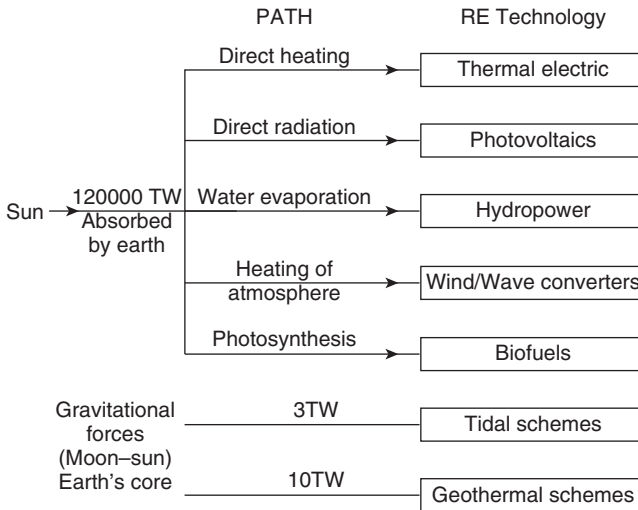 PATH
RE Technology
Direct heating
Thermal electric
Direct radiation
Photovoltaics
Sun
120000 TW
Absorbed
by earth
Water evaporation
Hydropower
Heating of
atmosphere
Wind/Wave converters
Photosynthesis
Biofuels
Gravitational
forces
(Moon–sun)
Earth's core
3TW
Tidal schemes
10TW
Geothermal schemes